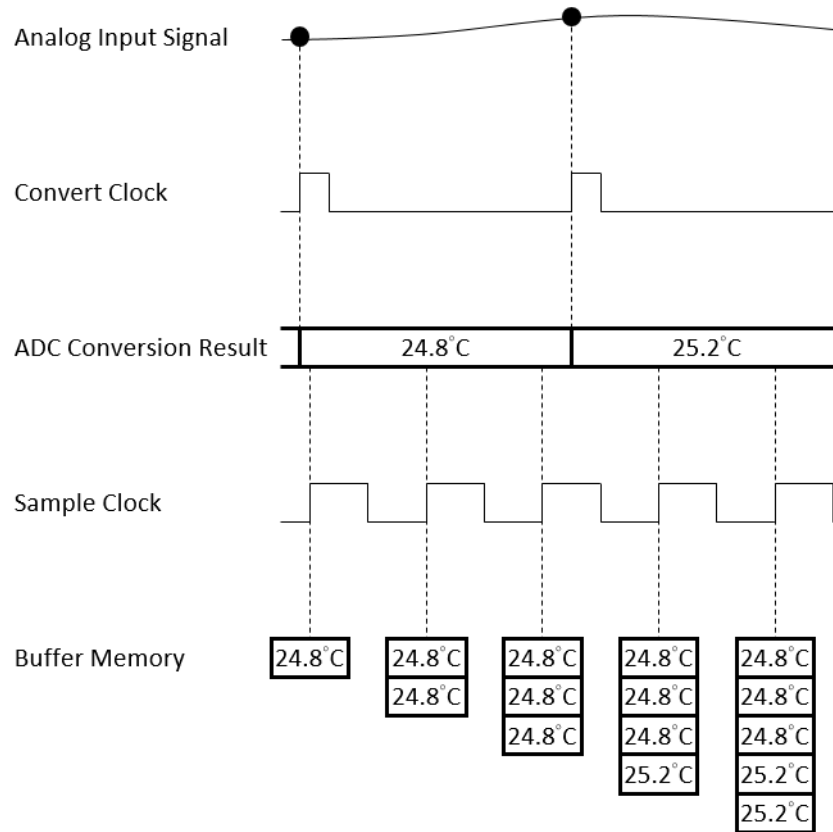 Analog Input Signal
Convert Clock
ADC Conversion Result 24.8°C 25.2°C
Sample Clock
Buffer Memory 24.8°C 24.8°C 24.8°C 24.8°C 24.8°C
24.8°C 24.8°C 24.8°C 24.8°C
24.8°C 24.8°C 24.8°C
25.2°C 25.2°C
25.2°C